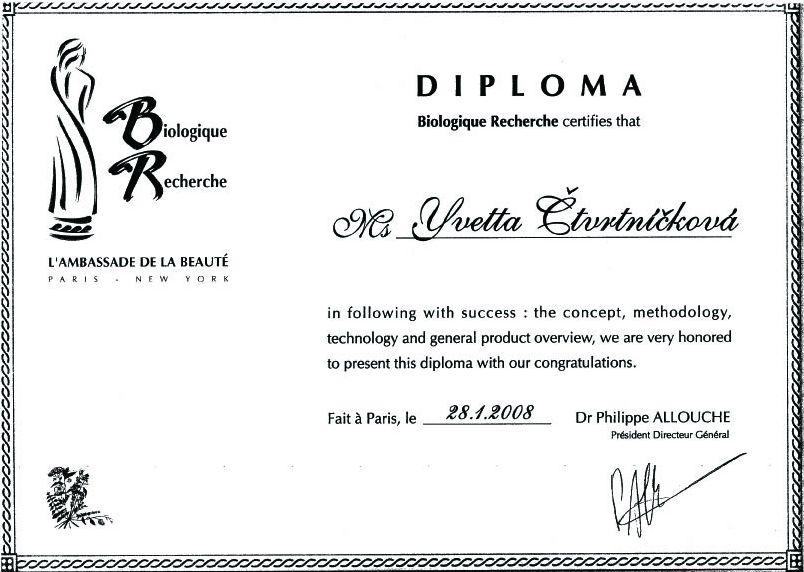 Biologique
Recherche
L'AMBASSADE DE LA BEAUTÉ
PARIS - NEW YORK
DIPLOMA
Biologique Recherche certifies that
Ms Yvetta Čtvrtníčková
in following with success : the concept, methodology,
technology and general product overview, we are very honored
to present this diploma with our congratulations.
Fait à Paris, le 28.1.2008
Dr Philippe ALLOUCHE
Président Directeur Général